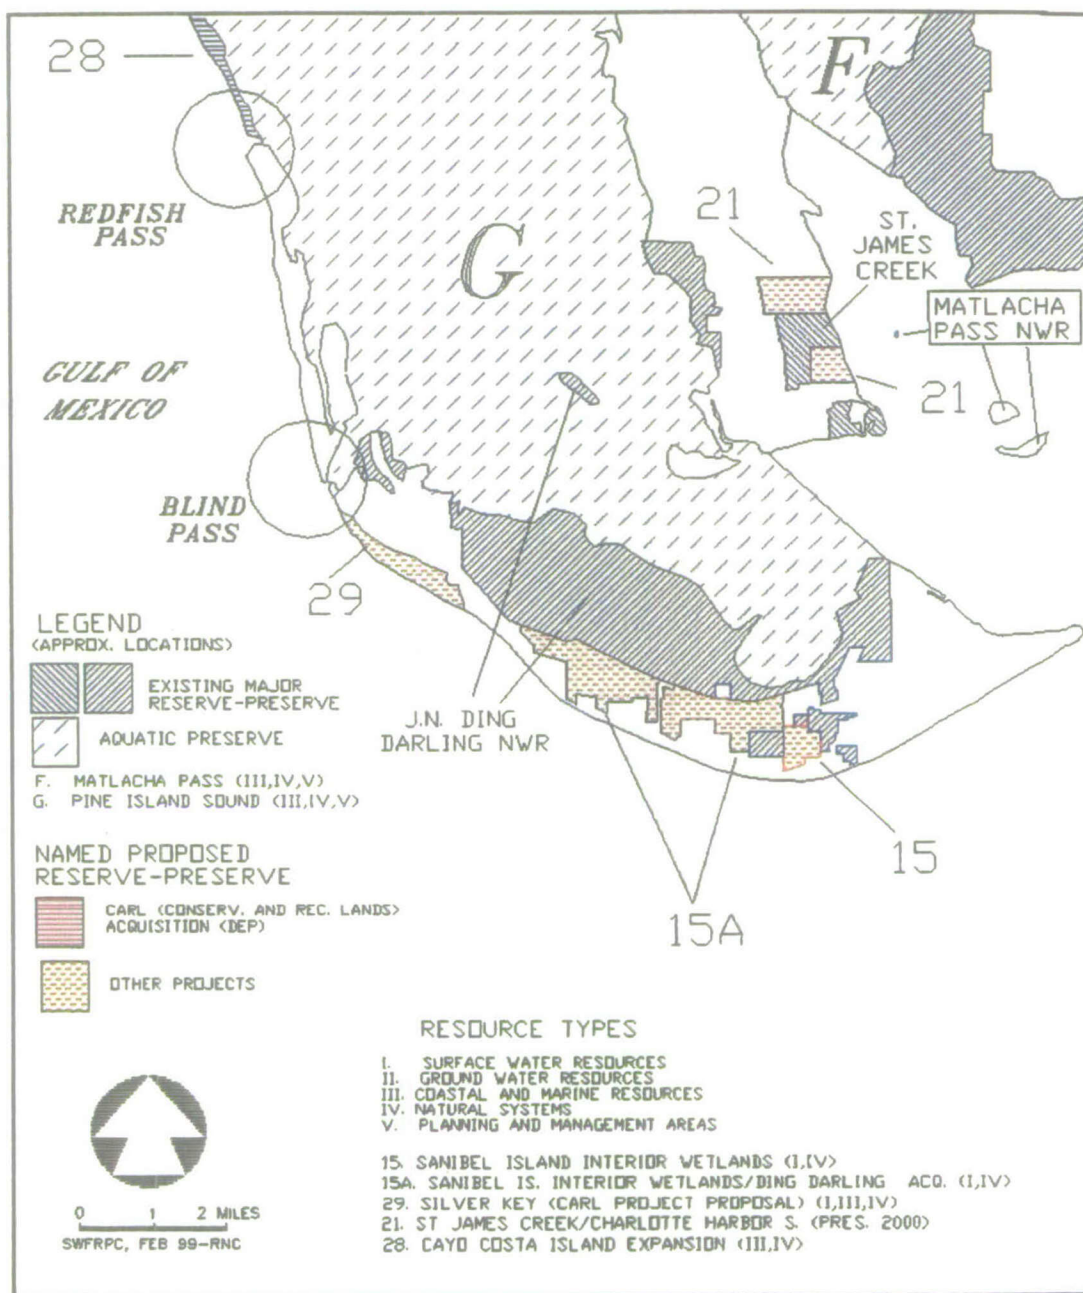 28
F
REDFISH
PASS
G
21
ST.
JAMES
CREEK
MATLACHA
PASS NWR
GULF OF
MEXICO
21
BLIND
PASS
29
LEGEND
(APPROX. LOCATIONS)
EXISTING MAJOR
RESERVE-PRESERVE
AQUATIC PRESERVE
F. MATLACHA PASS (III,IV,V)
G. PINE ISLAND SOUND (III,IV,V)
J.N. DING
DARLING NWR
15
15A
NAMED PROPOSED
RESERVE-PRESERVE
CARL (CONSERV. AND REC. LANDS)
ACQUISITION (DEP)
OTHER PROJECTS
RESOURCE TYPES
I. SURFACE WATER RESOURCES
II. GROUND WATER RESOURCES
III. COASTAL AND MARINE RESOURCES
IV. NATURAL SYSTEMS
V. PLANNING AND MANAGEMENT AREAS
15. SANIBEL ISLAND INTERIOR WETLANDS (I,IV)
15A. SANIBEL IS. INTERIOR WETLANDS/DING DARLING ACQ. (I,IV)
29. SILVER KEY (CARL PROJECT PROPOSAL) (I,III,IV)
21. ST JAMES CREEK/CHARLOTTE HARBOR S. (PRES. 2000)
28. CAYO COSTA ISLAND EXPANSION (III,IV)
0 1 2 MILES
SWFRPC, FEB 99-RNC